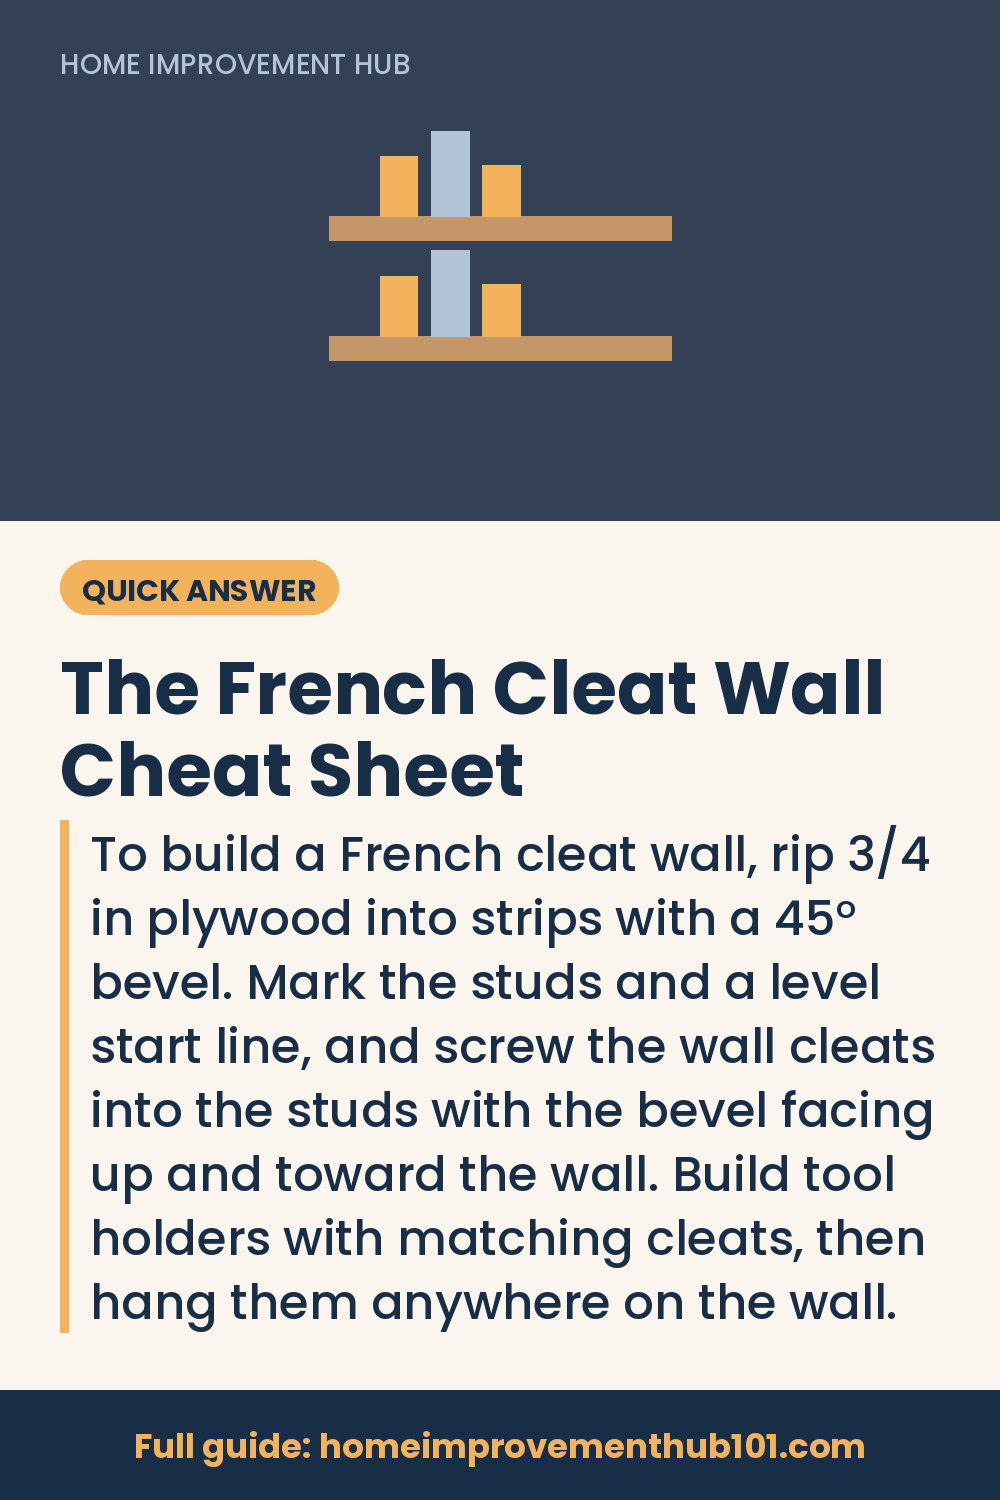 HOME IMPROVEMENT HUB
QUICK ANSWER
The French Cleat Wall
Cheat Sheet
To build a French cleat wall, rip 3/4
in plywood into strips with a 45°
bevel. Mark the studs and a level
start line, and screw the wall cleats
into the studs with the bevel facing
up and toward the wall. Build tool
holders with matching cleats, then
hang them anywhere on the wall.
Full guide: homeimprovementhub101.com